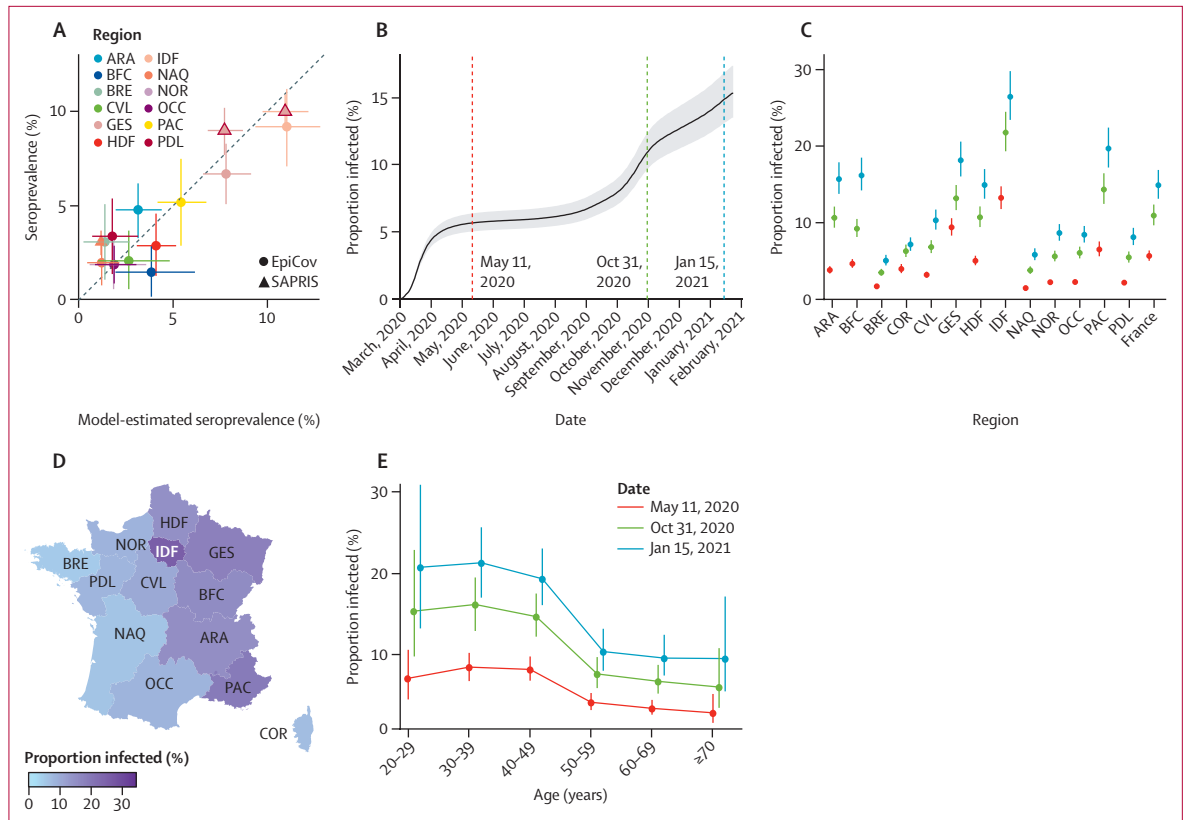 A
Region
ARA
IDF
BFC
NAQ
BRE
NOR
CVL
OCC
GES
PAC
HDF
PDL
Seroprevalence (%)
10
5
0
EpiCov
SAPRIS
0
5
10
Model-estimated seroprevalence (%)
B
Proportion infected (%)
15
10
5
0
May 11,
2020
Oct 31,
2020
Jan 15,
2021
March, 2020
April, 2020
May, 2020
June, 2020
July, 2020
August, 2020
September, 2020
October, 2020
November, 2020
December, 2020
January, 2021
February, 2021
Date
C
Proportion infected (%)
30
20
10
0
ARA
BFC
BRE
COR
CVL
GES
HDF
IDF
NAQ
NOR
OCC
PAC
PDL
France
Region
D
HDF
NOR
IDF
GES
BRE
PDL
CVL
BFC
NAQ
ARA
OCC
PAC
COR
Proportion infected (%)
0
10
20
30
E
Proportion infected (%)
30
20
10
0
Date
May 11, 2020
Oct 31, 2020
Jan 15, 2021
20–29
30–39
40–49
50–59
60–69
≥70
Age (years)